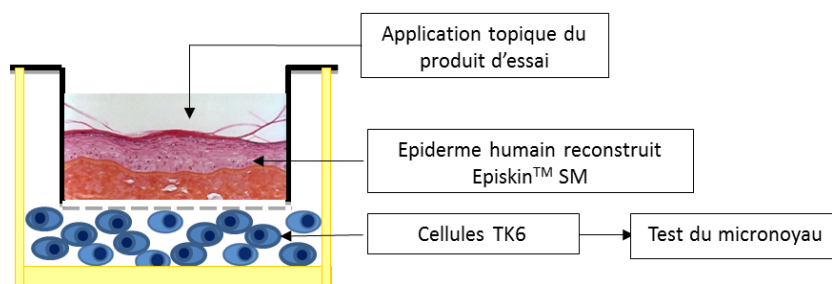 Application topique du
produit d’essai
Epiderme humain reconstruit
Episkin™ SM
Cellules TK6
Test du micronoyau